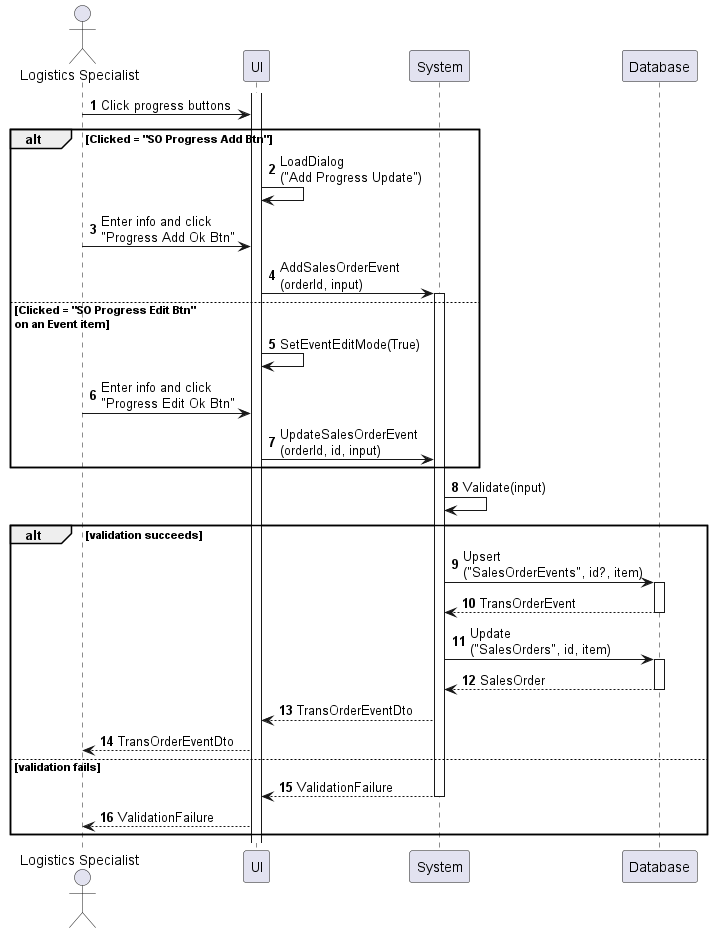 Logistics Specialist
UI
System
Database
1 Click progress buttons
alt
[Clicked = "SO Progress Add Btn"]
2 LoadDialog
("Add Progress Update")
3 Enter info and click
"Progress Add Ok Btn"
4 AddSalesOrderEvent
(orderId, input)
[Clicked = "SO Progress Edit Btn"
on an Event item]
5 SetEventEditMode(True)
6 Enter info and click
"Progress Edit Ok Btn"
7 UpdateSalesOrderEvent
(orderId, id, input)
8 Validate(input)
alt
[validation succeeds]
9 Upsert
("SalesOrderEvents", id?, item)
10 TransOrderEvent
11 Update
("SalesOrders", id, item)
12 SalesOrder
13 TransOrderEventDto
14 TransOrderEventDto
[validation fails]
15 ValidationFailure
16 ValidationFailure
Logistics Specialist
UI
System
Database